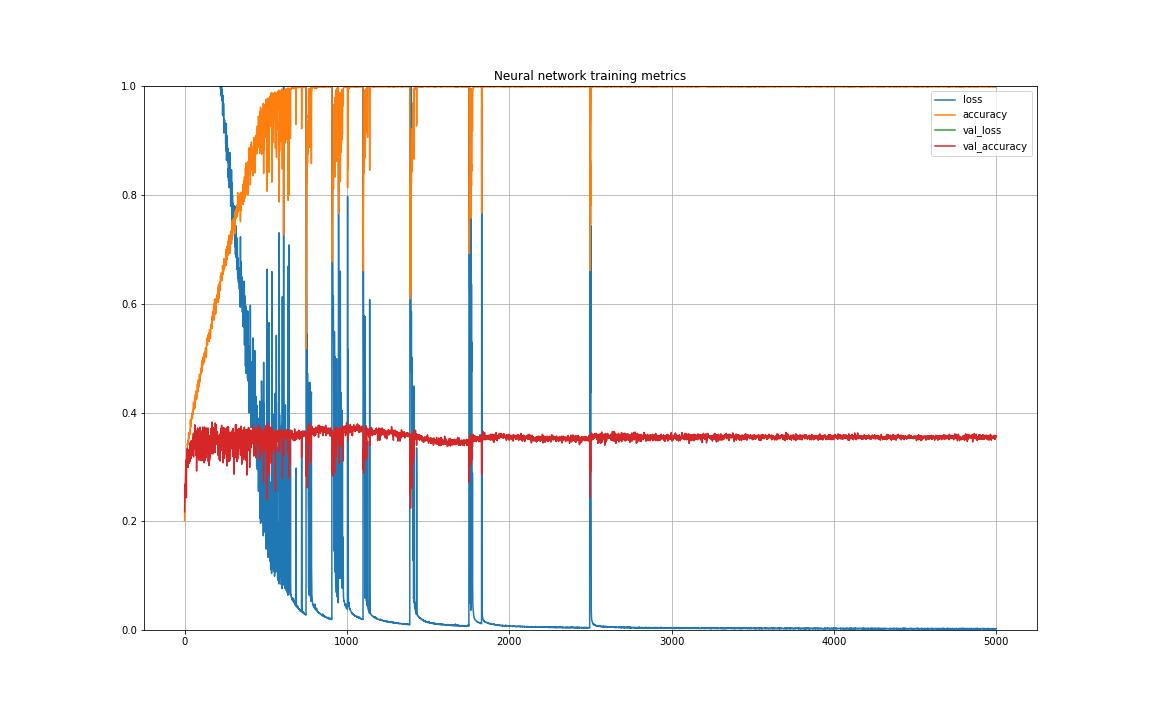 Neural network training metrics
1.0
0.8
0.6
0.4
0.2
0.0
0 1000 2000 3000 4000 5000
loss
accuracy
val_loss
val_accuracy